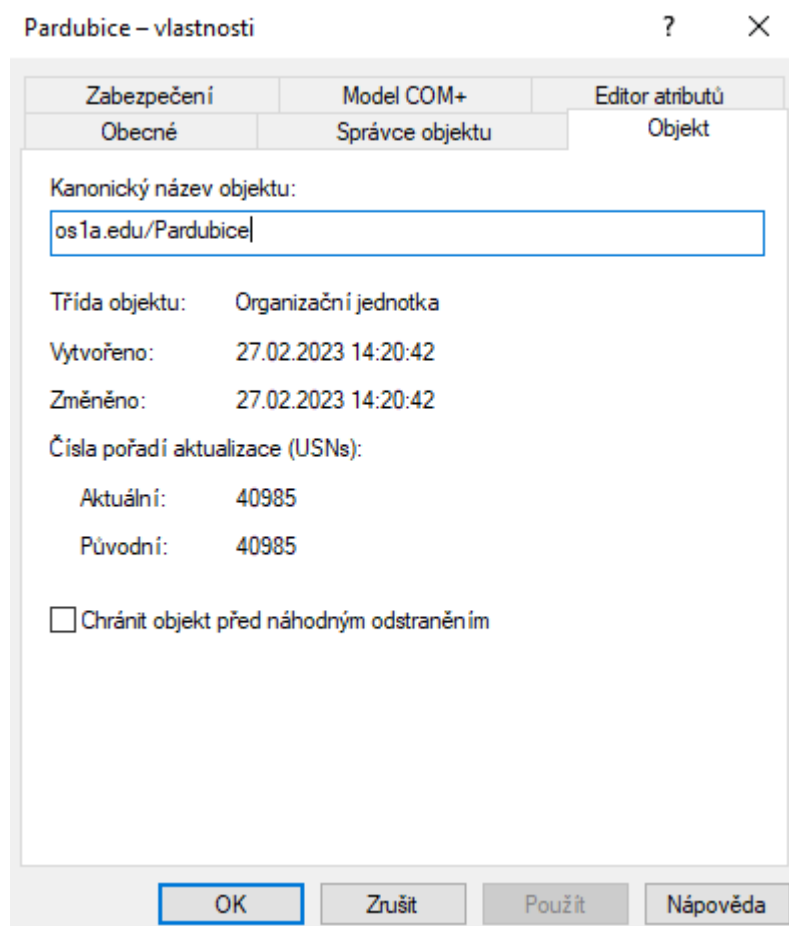 Pardubice – vlastnosti ? ×
Zabezpečení Model COM+ Editor atributů
Obecné Správce objektu Objekt
Kanonický název objektu:
os1a.edu/Pardubice
Třída objektu: Organizační jednotka
Vytvořeno: 27.02.2023 14:20:42
Změněno: 27.02.2023 14:20:42
Čísla pořadí aktualizace (USNs):
Aktuální: 40985
Původní: 40985
Chránit objekt před náhodným odstraněním
OK Zrušit Použít Nápověda